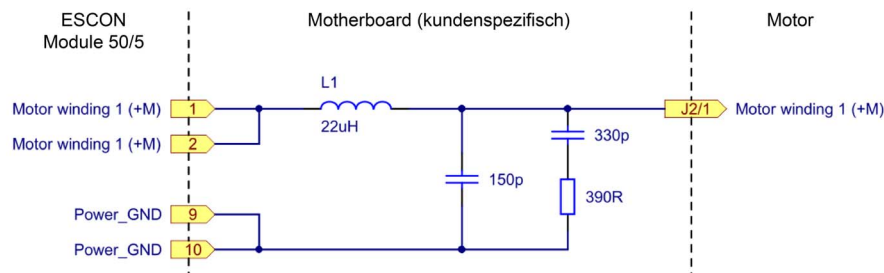 ESCON
Module 50/5
Motherboard (kundenspezifisch)
Motor
L1
Motor winding 1 (+M) 1
22uH
J2/1 Motor winding 1 (+M)
Motor winding 1 (+M) 2
330p
150p
390R
Power_GND 9
Power_GND 10